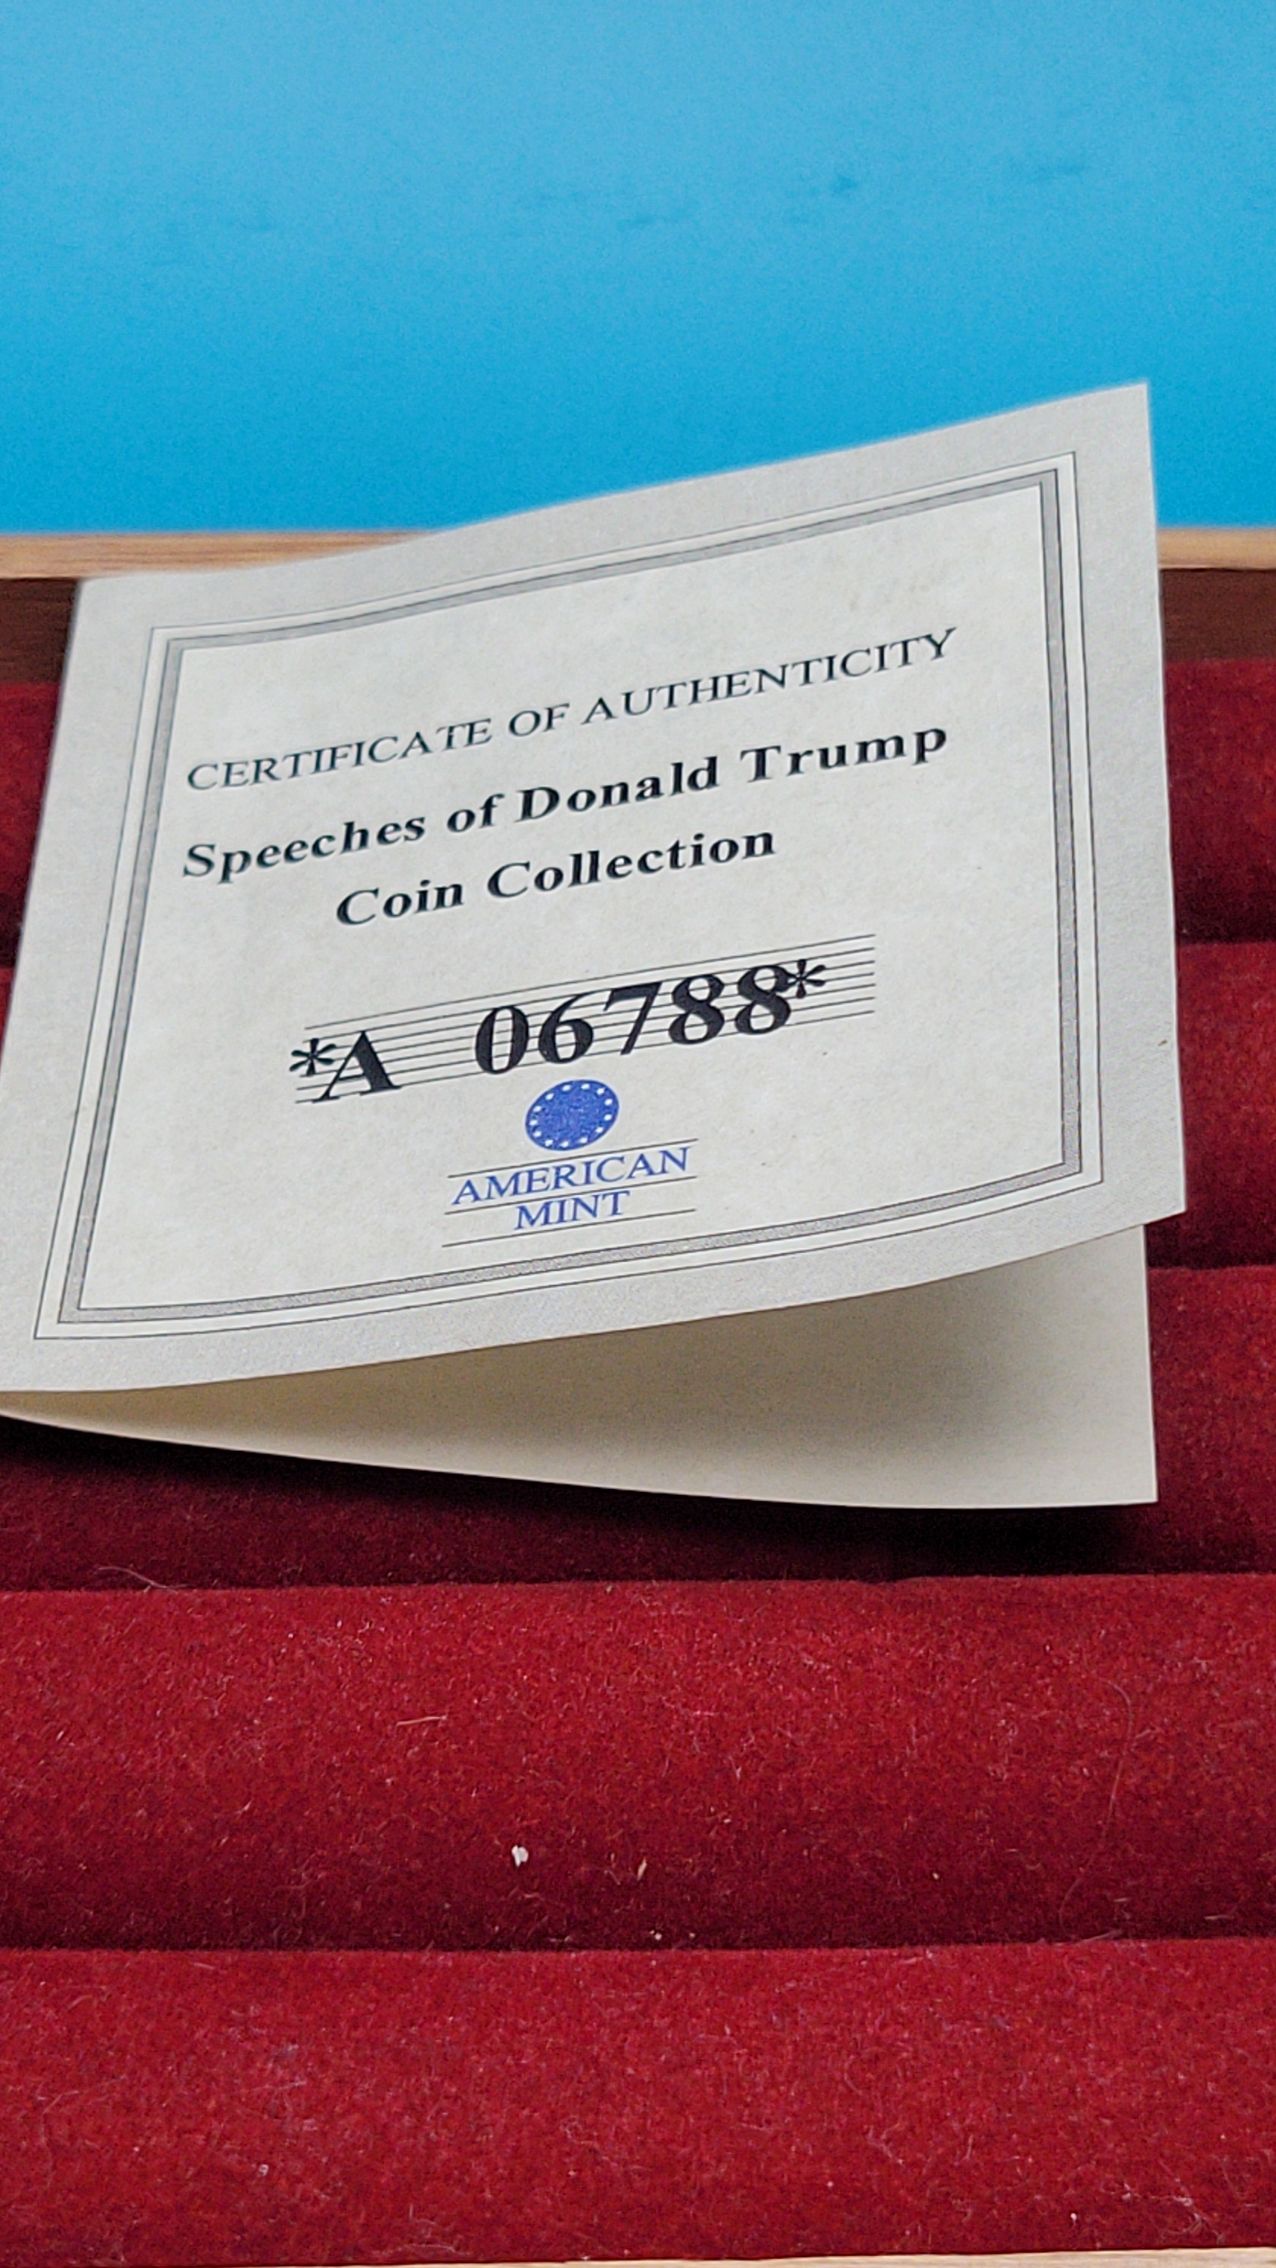 CERTIFICATE OF AUTHENTICITY
Speeches of Donald Trump
Coin Collection
*A 06788*
AMERICAN
MINT